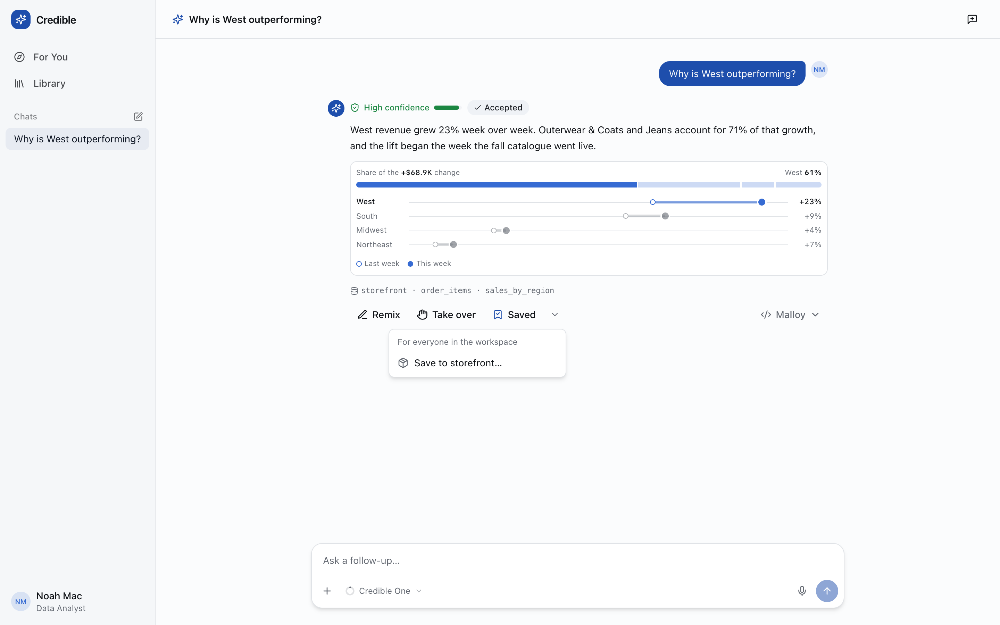 Credible
For You
Library
Chats
Why is West outperforming?
Noah Mac
Data Analyst
NM
Why is West outperforming?
Why is West outperforming?
NM
High confidence
Accepted
West revenue grew 23% week over week. Outerwear & Coats and Jeans account for 71% of that growth,
and the lift began the week the fall catalogue went live.
Share of the +$68.9K change
West 61%
West +23%
South +9%
Midwest +4%
Northeast +7%
Last week This week
storefront · order_items · sales_by_region
Remix Take over Saved
Malloy
For everyone in the workspace
Save to storefront...
Ask a follow-up...
Credible One